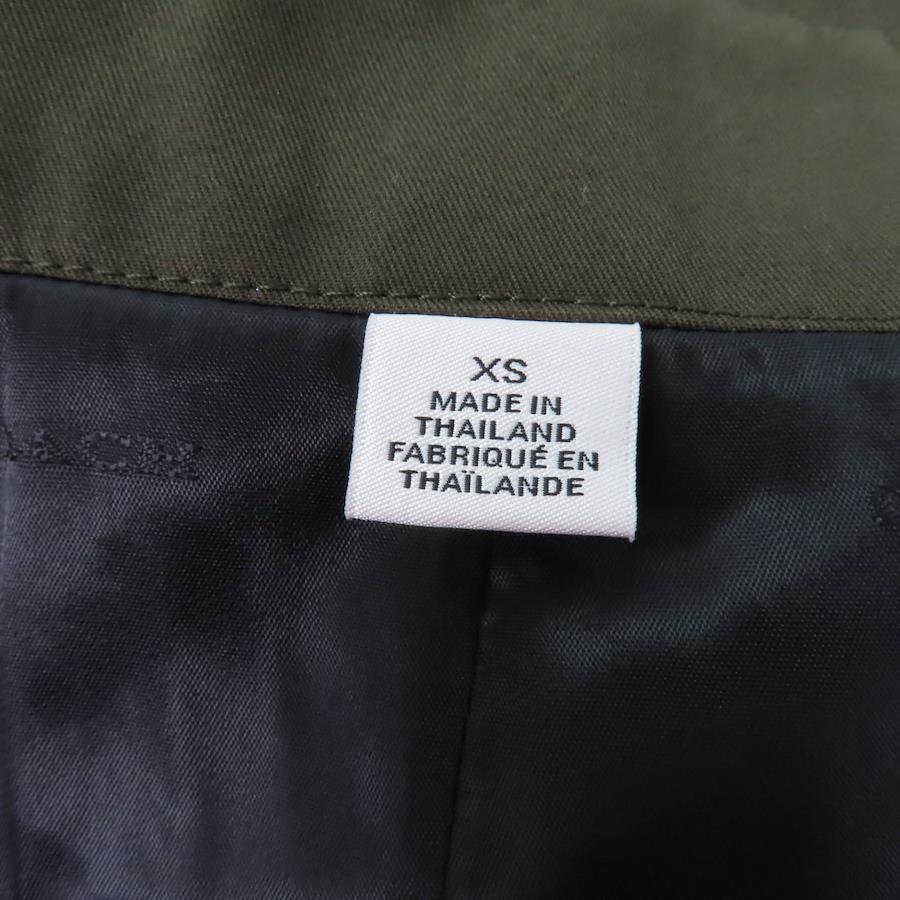 XS
MADE IN
THAILAND
FABRIQUÉ EN
THAÏLANDE